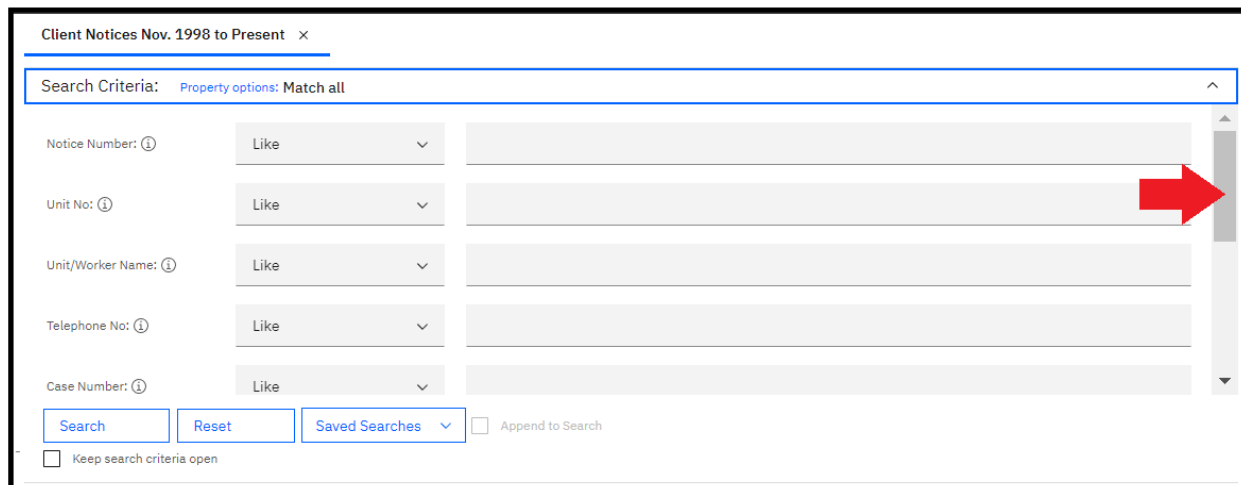 Client Notices Nov. 1998 to Present ×
Search Criteria: Property options: Match all
Notice Number: Like
Unit No: Like
Unit/Worker Name: Like
Telephone No: Like
Case Number: Like
Search Reset Saved Searches Append to Search
Keep search criteria open